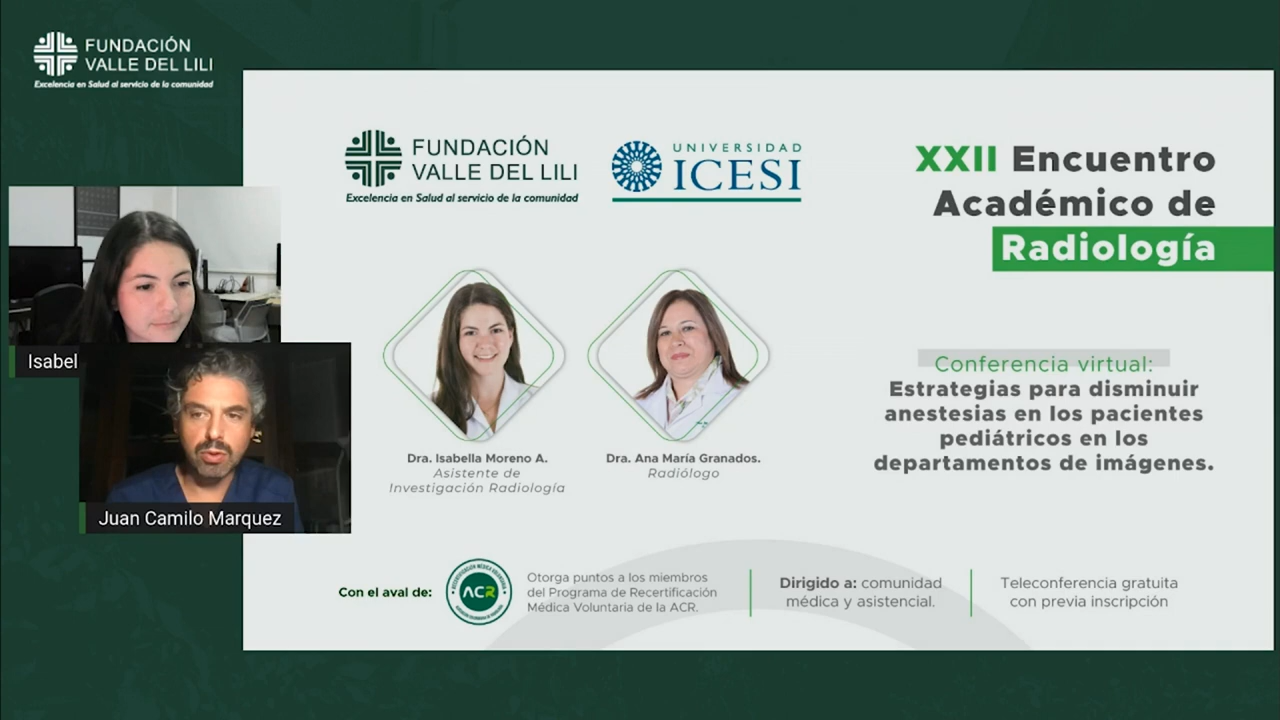 FUNDACIÓN
VALLE DEL LILI
Excelencia en Salud al servicio de la comunidad
Isabel
Juan Camilo Marquez
FUNDACIÓN
VALLE DEL LILI
Excelencia en Salud al servicio de la comunidad
UNIVERSIDAD
ICESI
XXII Encuentro
Académico de
Radiología
Dra. Isabella Moreno A.
Asistente de
Investigación Radiología
Dra. Ana María Granados.
Radiólogo
Conferencia virtual:
Estrategias para disminuir
anestesias en los pacientes
pediátricos en los
departamentos de imágenes.
Con el aval de:
ACR
Otorga puntos a los miembros
del Programa de Recertificación
Médica Voluntaria de la ACR.
Dirigido a: comunidad
médica y asistencial.
Teleconferencia gratuita
con previa inscripción